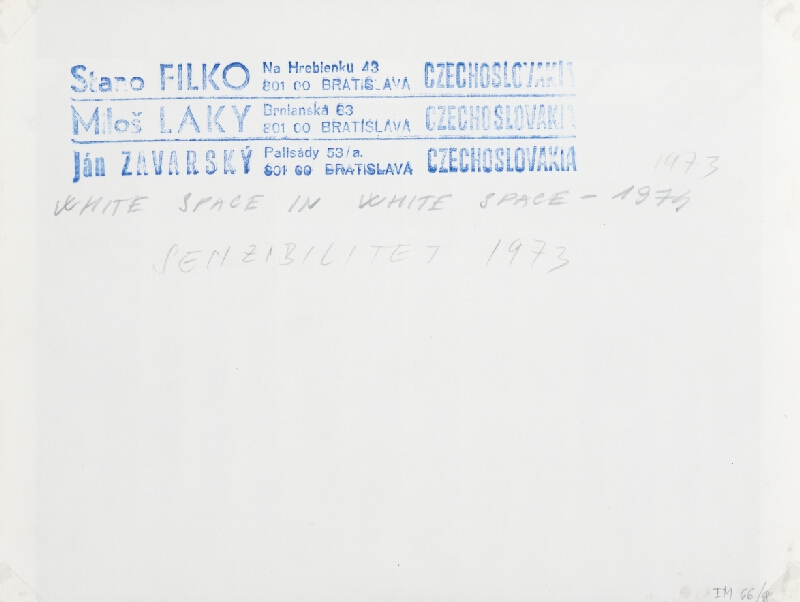 Stano FILKO Na Hrebienku 43 801 00 BRATISLAVA CZECHOSLOVAKIA
Miloš LAKY Brnianská 63 801 00 BRATISLAVA CZECHOSLOVAKIA
Ján ZAVARSKÝ Palisády 53/a. 801 00 BRATISLAVA CZECHOSLOVAKIA
1973
WHITE SPACE IN WHITE SPACE - 1974
SENZIBILITET 1973
IM 66/8